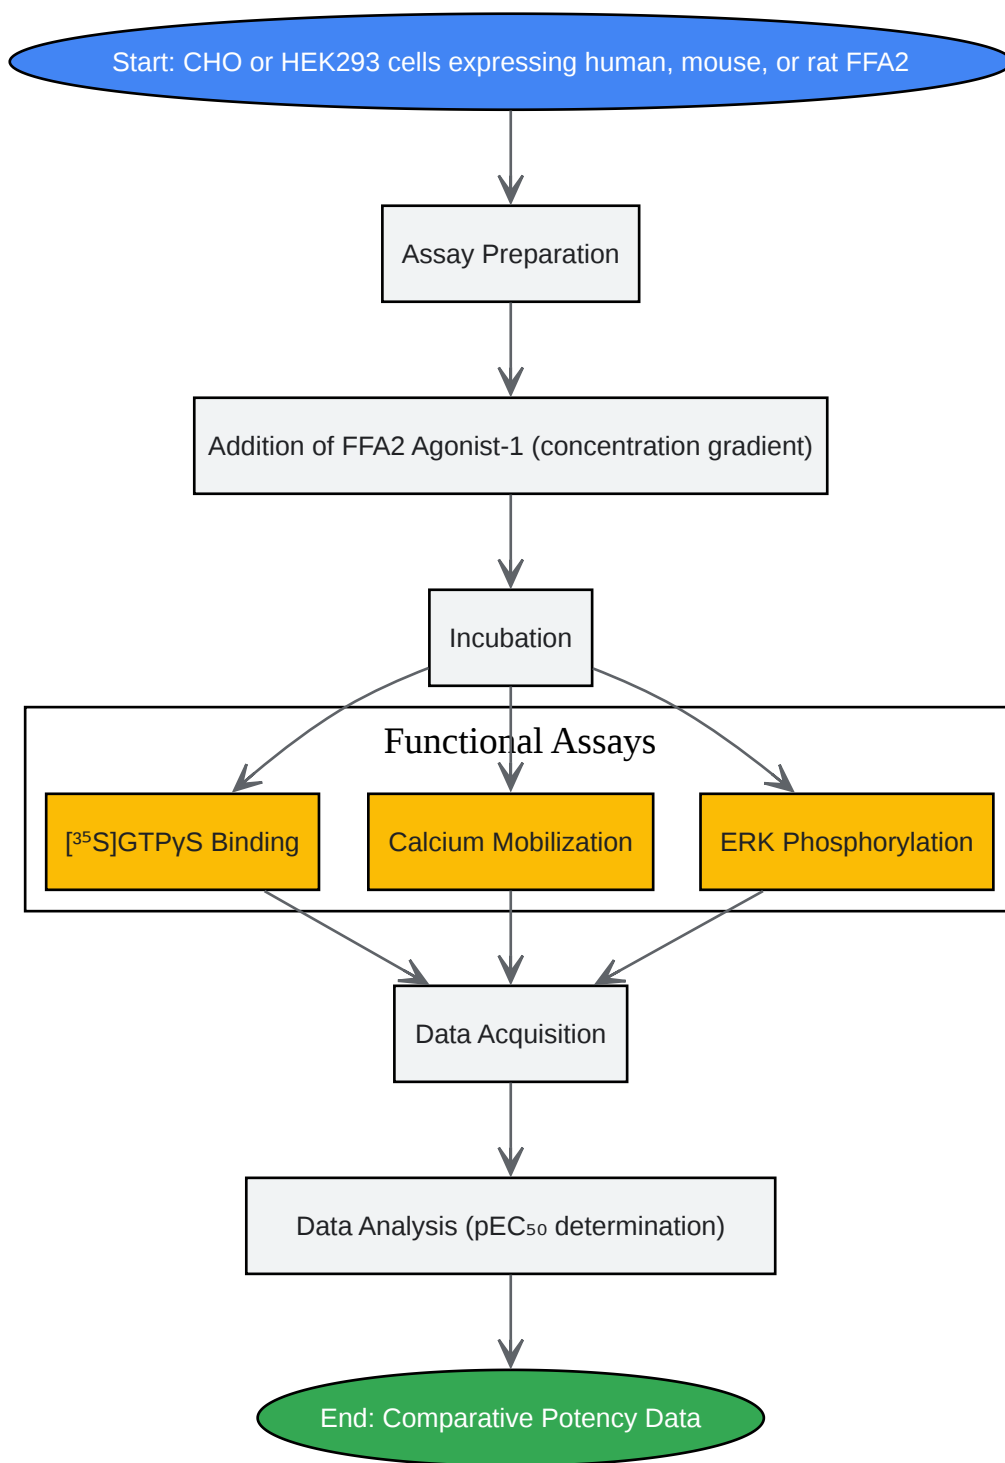 Start: CHO or HEK293 cells expressing human, mouse, or rat FFA2
Assay Preparation
Addition of FFA2 Agonist-1 (concentration gradient)
Incubation
Functional Assays
[³⁵S]GTPγS Binding
Calcium Mobilization
ERK Phosphorylation
Data Acquisition
Data Analysis (pEC₅₀ determination)
End: Comparative Potency Data